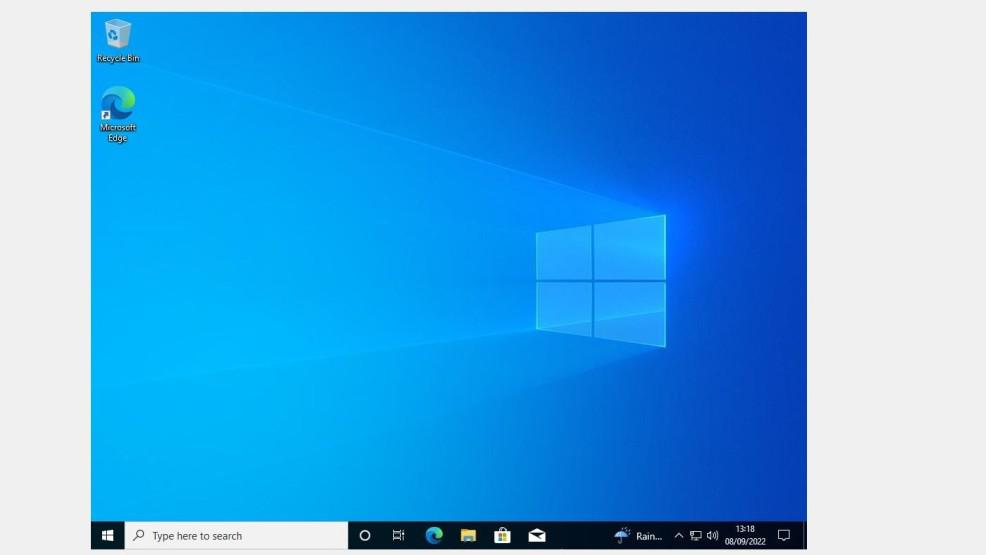 Recycle Bin
Microsoft
Edge
Type here to search
Rain...
13:18
08/09/2022